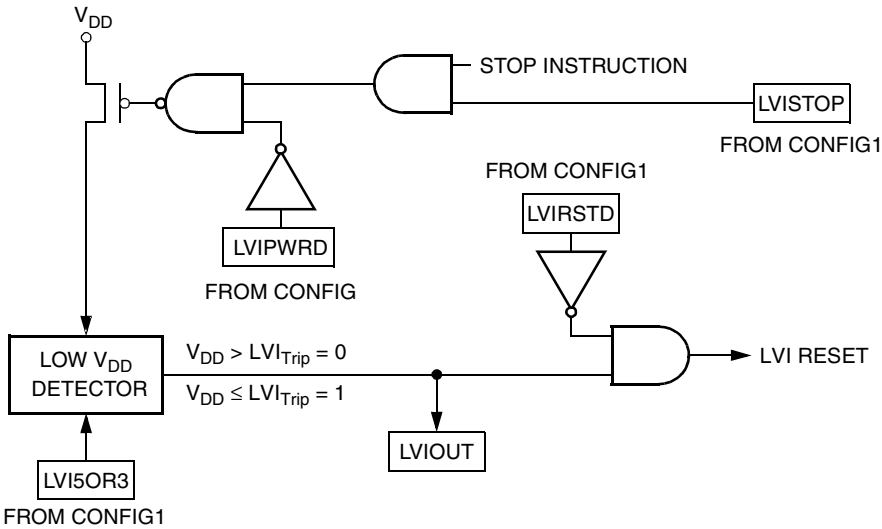 VDD
STOP INSTRUCTION
LVISTOP
FROM CONFIG1
FROM CONFIG1
LVIRSTD
LVIPWRD
FROM CONFIG
LOW VDD
DETECTOR
VDD > LVITrip = 0
VDD ≤ LVITrip = 1
LVI RESET
LVIOUT
LVI5OR3
FROM CONFIG1